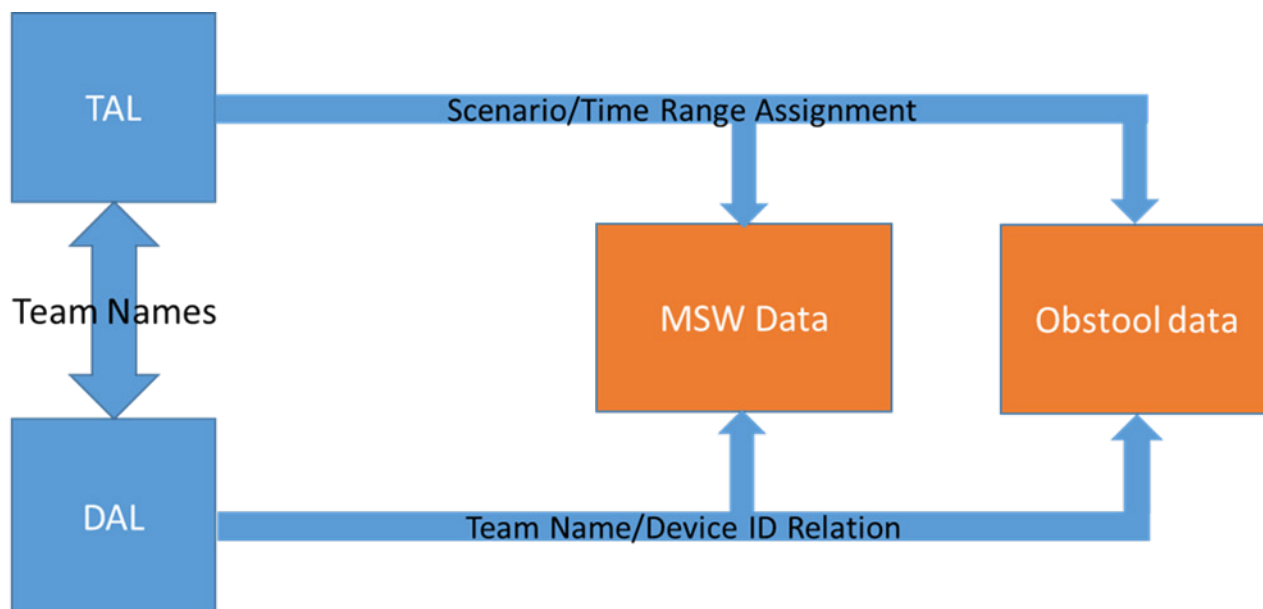 TAL
Scenario/Time Range Assignment
Team Names
MSW Data
Obstool data
DAL
Team Name/Device ID Relation